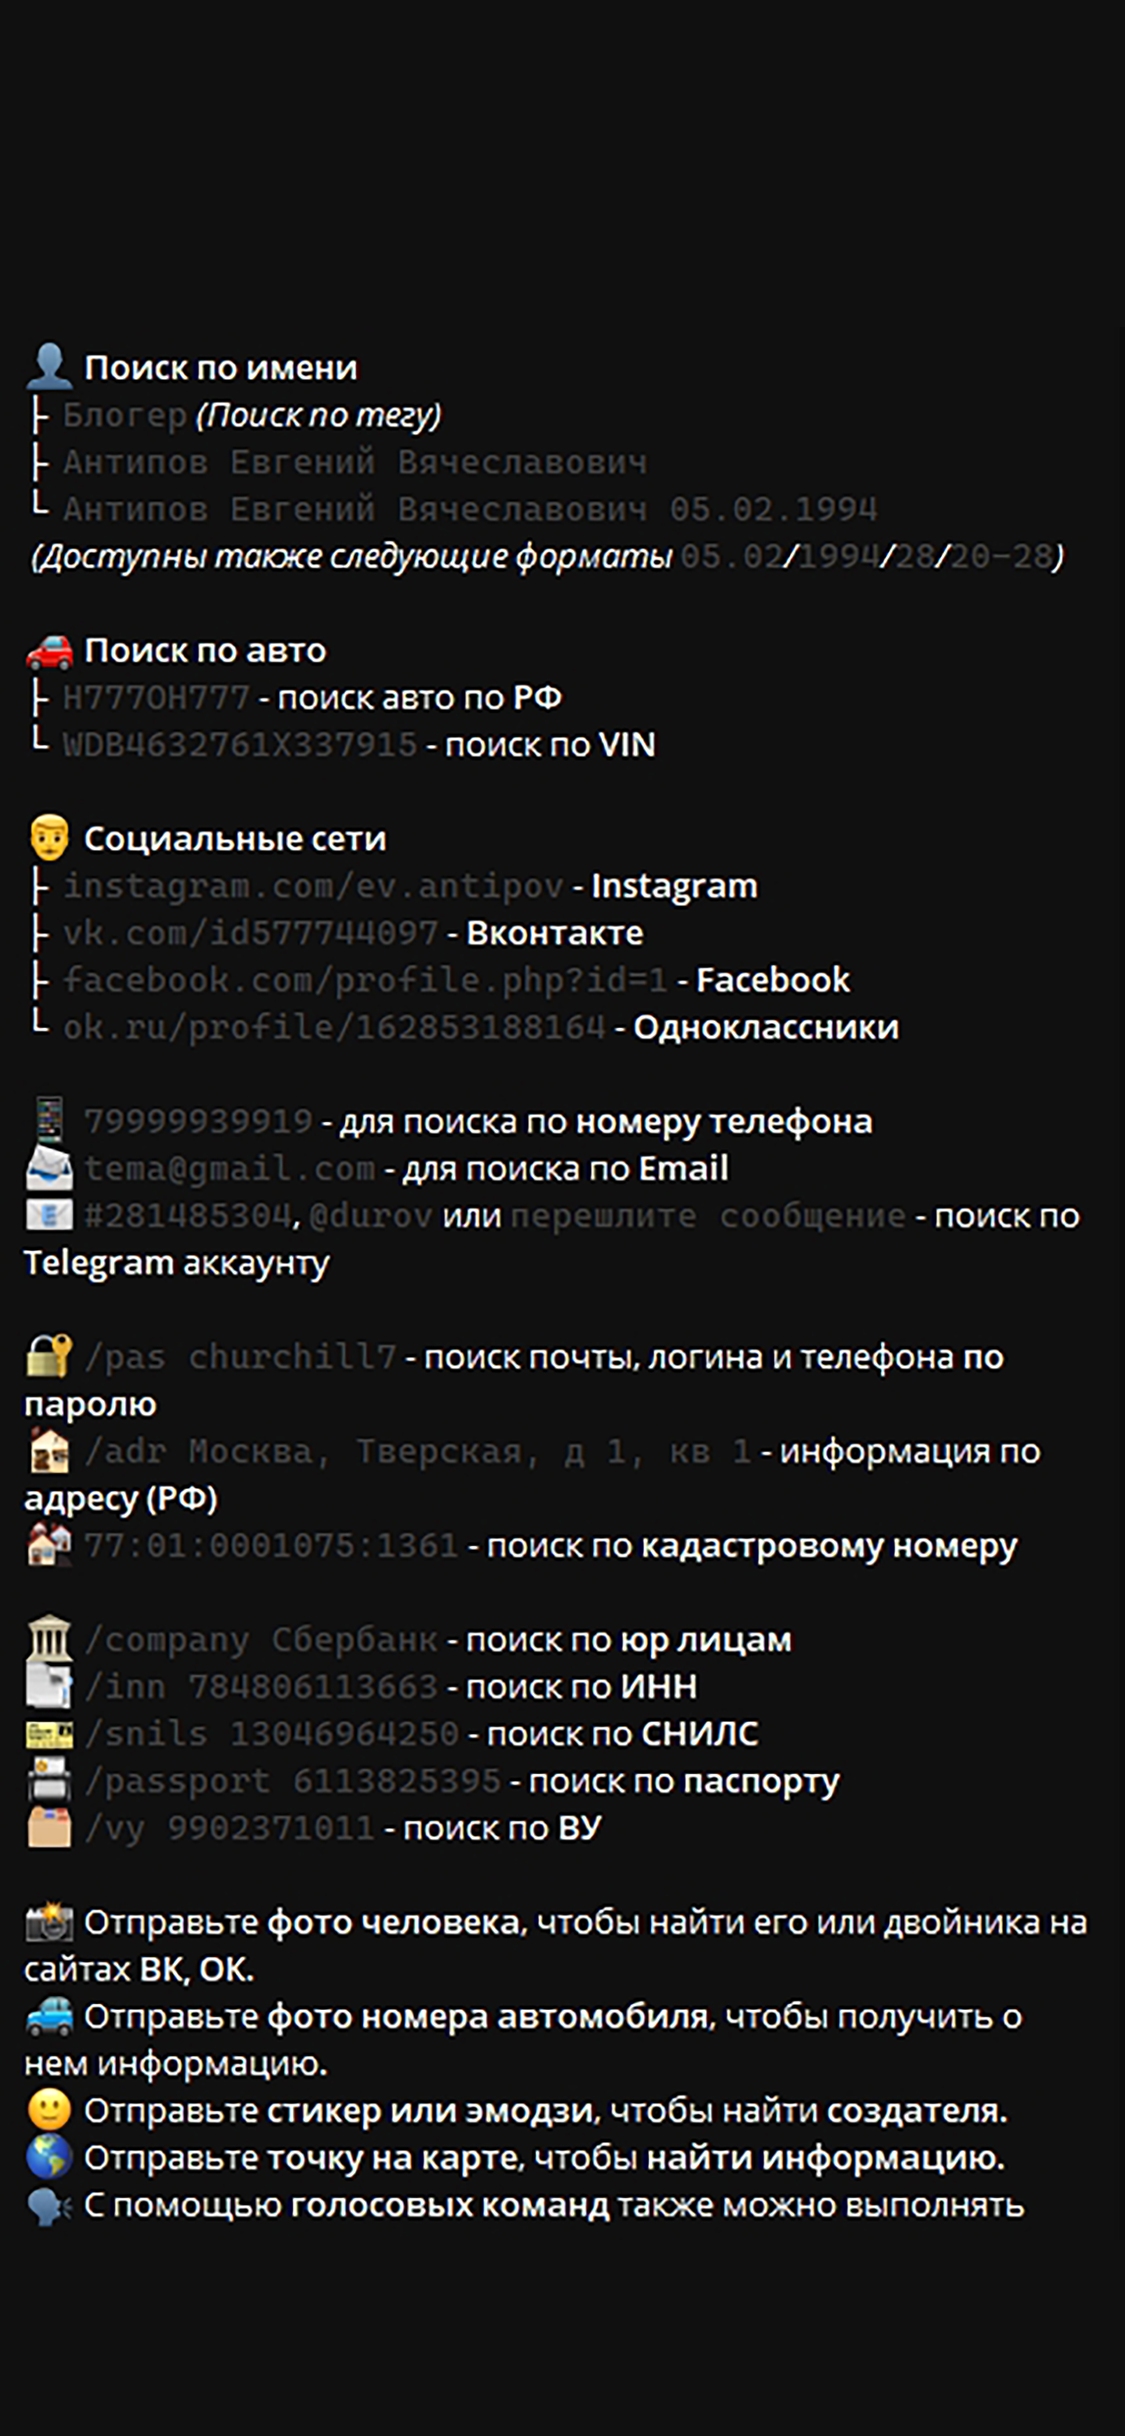 Поиск по имени
├ Блогер (Поиск по тегу)
├ Антипов Евгений Вячеславович
└ Антипов Евгений Вячеславович 05.02.1994
(Доступны также следующие форматы 05.02/1994/28/20-28)
Поиск по авто
├ Н777ОН777 - поиск авто по РФ
└ WDB4632761X337915 - поиск по VIN
Социальные сети
├ instagram.com/ev.antipov - Instagram
├ vk.com/id577744097 - Вконтакте
├ facebook.com/profile.php?id=1 - Facebook
└ ok.ru/profile/162853188164 - Одноклассники
79999939919 - для поиска по номеру телефона
tema@gmail.com - для поиска по Email
#281485304, @durov или перешлите сообщение - поиск по
Telegram аккаунту
/pas churchill7 - поиск почты, логина и телефона по
паролю
/adr Москва, Тверская, д 1, кв 1 - информация по
адресу (РФ)
77:01:0001075:1361 - поиск по кадастровому номеру
/company Сбербанк - поиск по юр лицам
/inn 784806113663 - поиск по ИНН
/snils 13046964250 - поиск по СНИЛС
/passport 6113825395 - поиск по паспорту
/vy 9902371011 - поиск по ВУ
Отправьте фото человека, чтобы найти его или двойника на
сайтах ВК, ОК.
Отправьте фото номера автомобиля, чтобы получить о
нем информацию.
Отправьте стикер или эмодзи, чтобы найти создателя.
Отправьте точку на карте, чтобы найти информацию.
С помощью голосовых команд также можно выполнять